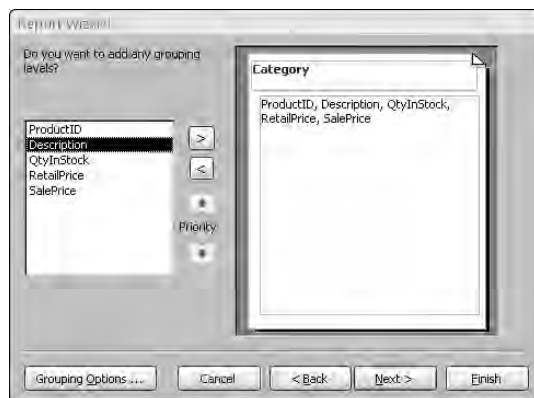 Report Wizard
Do you want to add any grouping
levels?
ProductID
Description
QtyInStock
RetailPrice
SalePrice
>
<
Priority
Category
ProductID, Description, QtyInStock,
RetailPrice, SalePrice
Grouping Options ...
Cancel
< Back
Next >
Finish